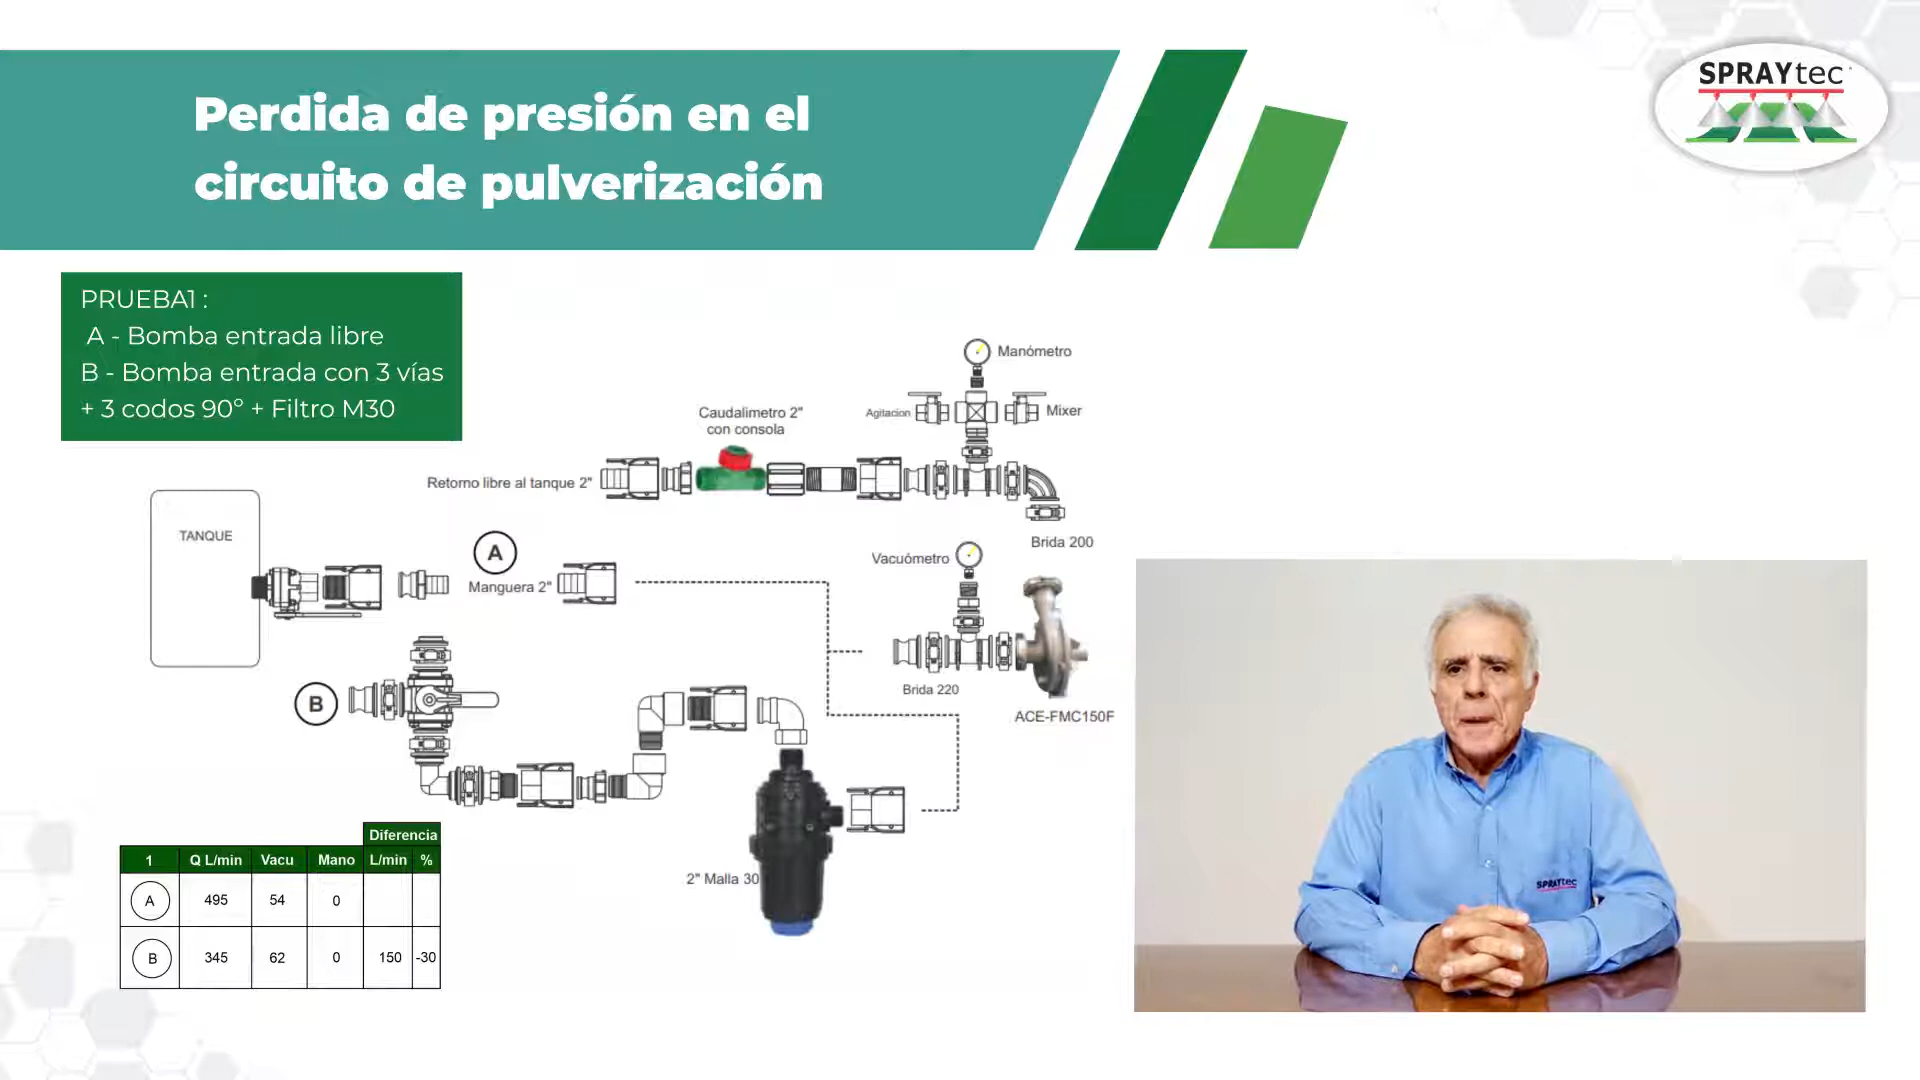 Perdida de presión en el
circuito de pulverización
SPRAYtec
PRUEBA1 :
A - Bomba entrada libre
B - Bomba entrada con 3 vías
+ 3 codos 90° + Filtro M30
Manómetro
Agitacion
Mixer
Caudalimetro 2"
con consola
Retorno libre al tanque 2"
Brida 200
TANQUE
A
Manguera 2"
Vacuómetro
Brida 220
ACE-FMC150F
B
2" Malla 30
Diferencia
1 Q L/min Vacu Mano L/min %
A 495 54 0
B 345 62 0 150 -30
SPRAYtec